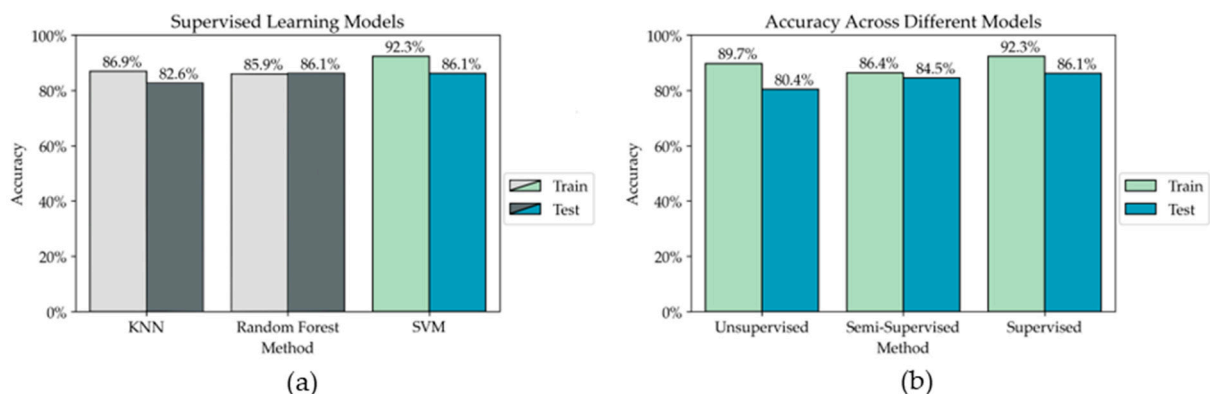 Supervised Learning Models
100%
80%
60%
40%
20%
0%
Accuracy
86.9%
82.6%
85.9%
86.1%
92.3%
86.1%
KNN
Random Forest
SVM
Method
Train
Test
(a)
Accuracy Across Different Models
100%
80%
60%
40%
20%
0%
Accuracy
89.7%
80.4%
86.4%
84.5%
92.3%
86.1%
Unsupervised
Semi-Supervised
Supervised
Method
Train
Test
(b)